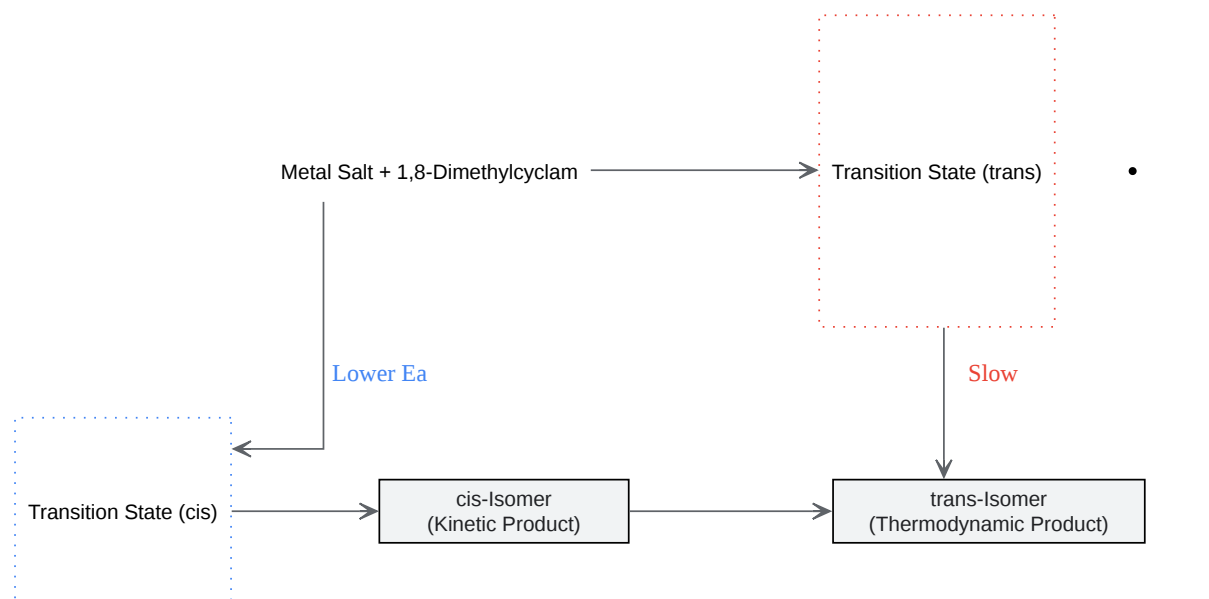 Metal Salt + 1,8-Dimethylcyclam
Transition State (trans)
Lower Ea
Slow
Transition State (cis)
cis-Isomer
(Kinetic Product)
trans-Isomer
(Thermodynamic Product)